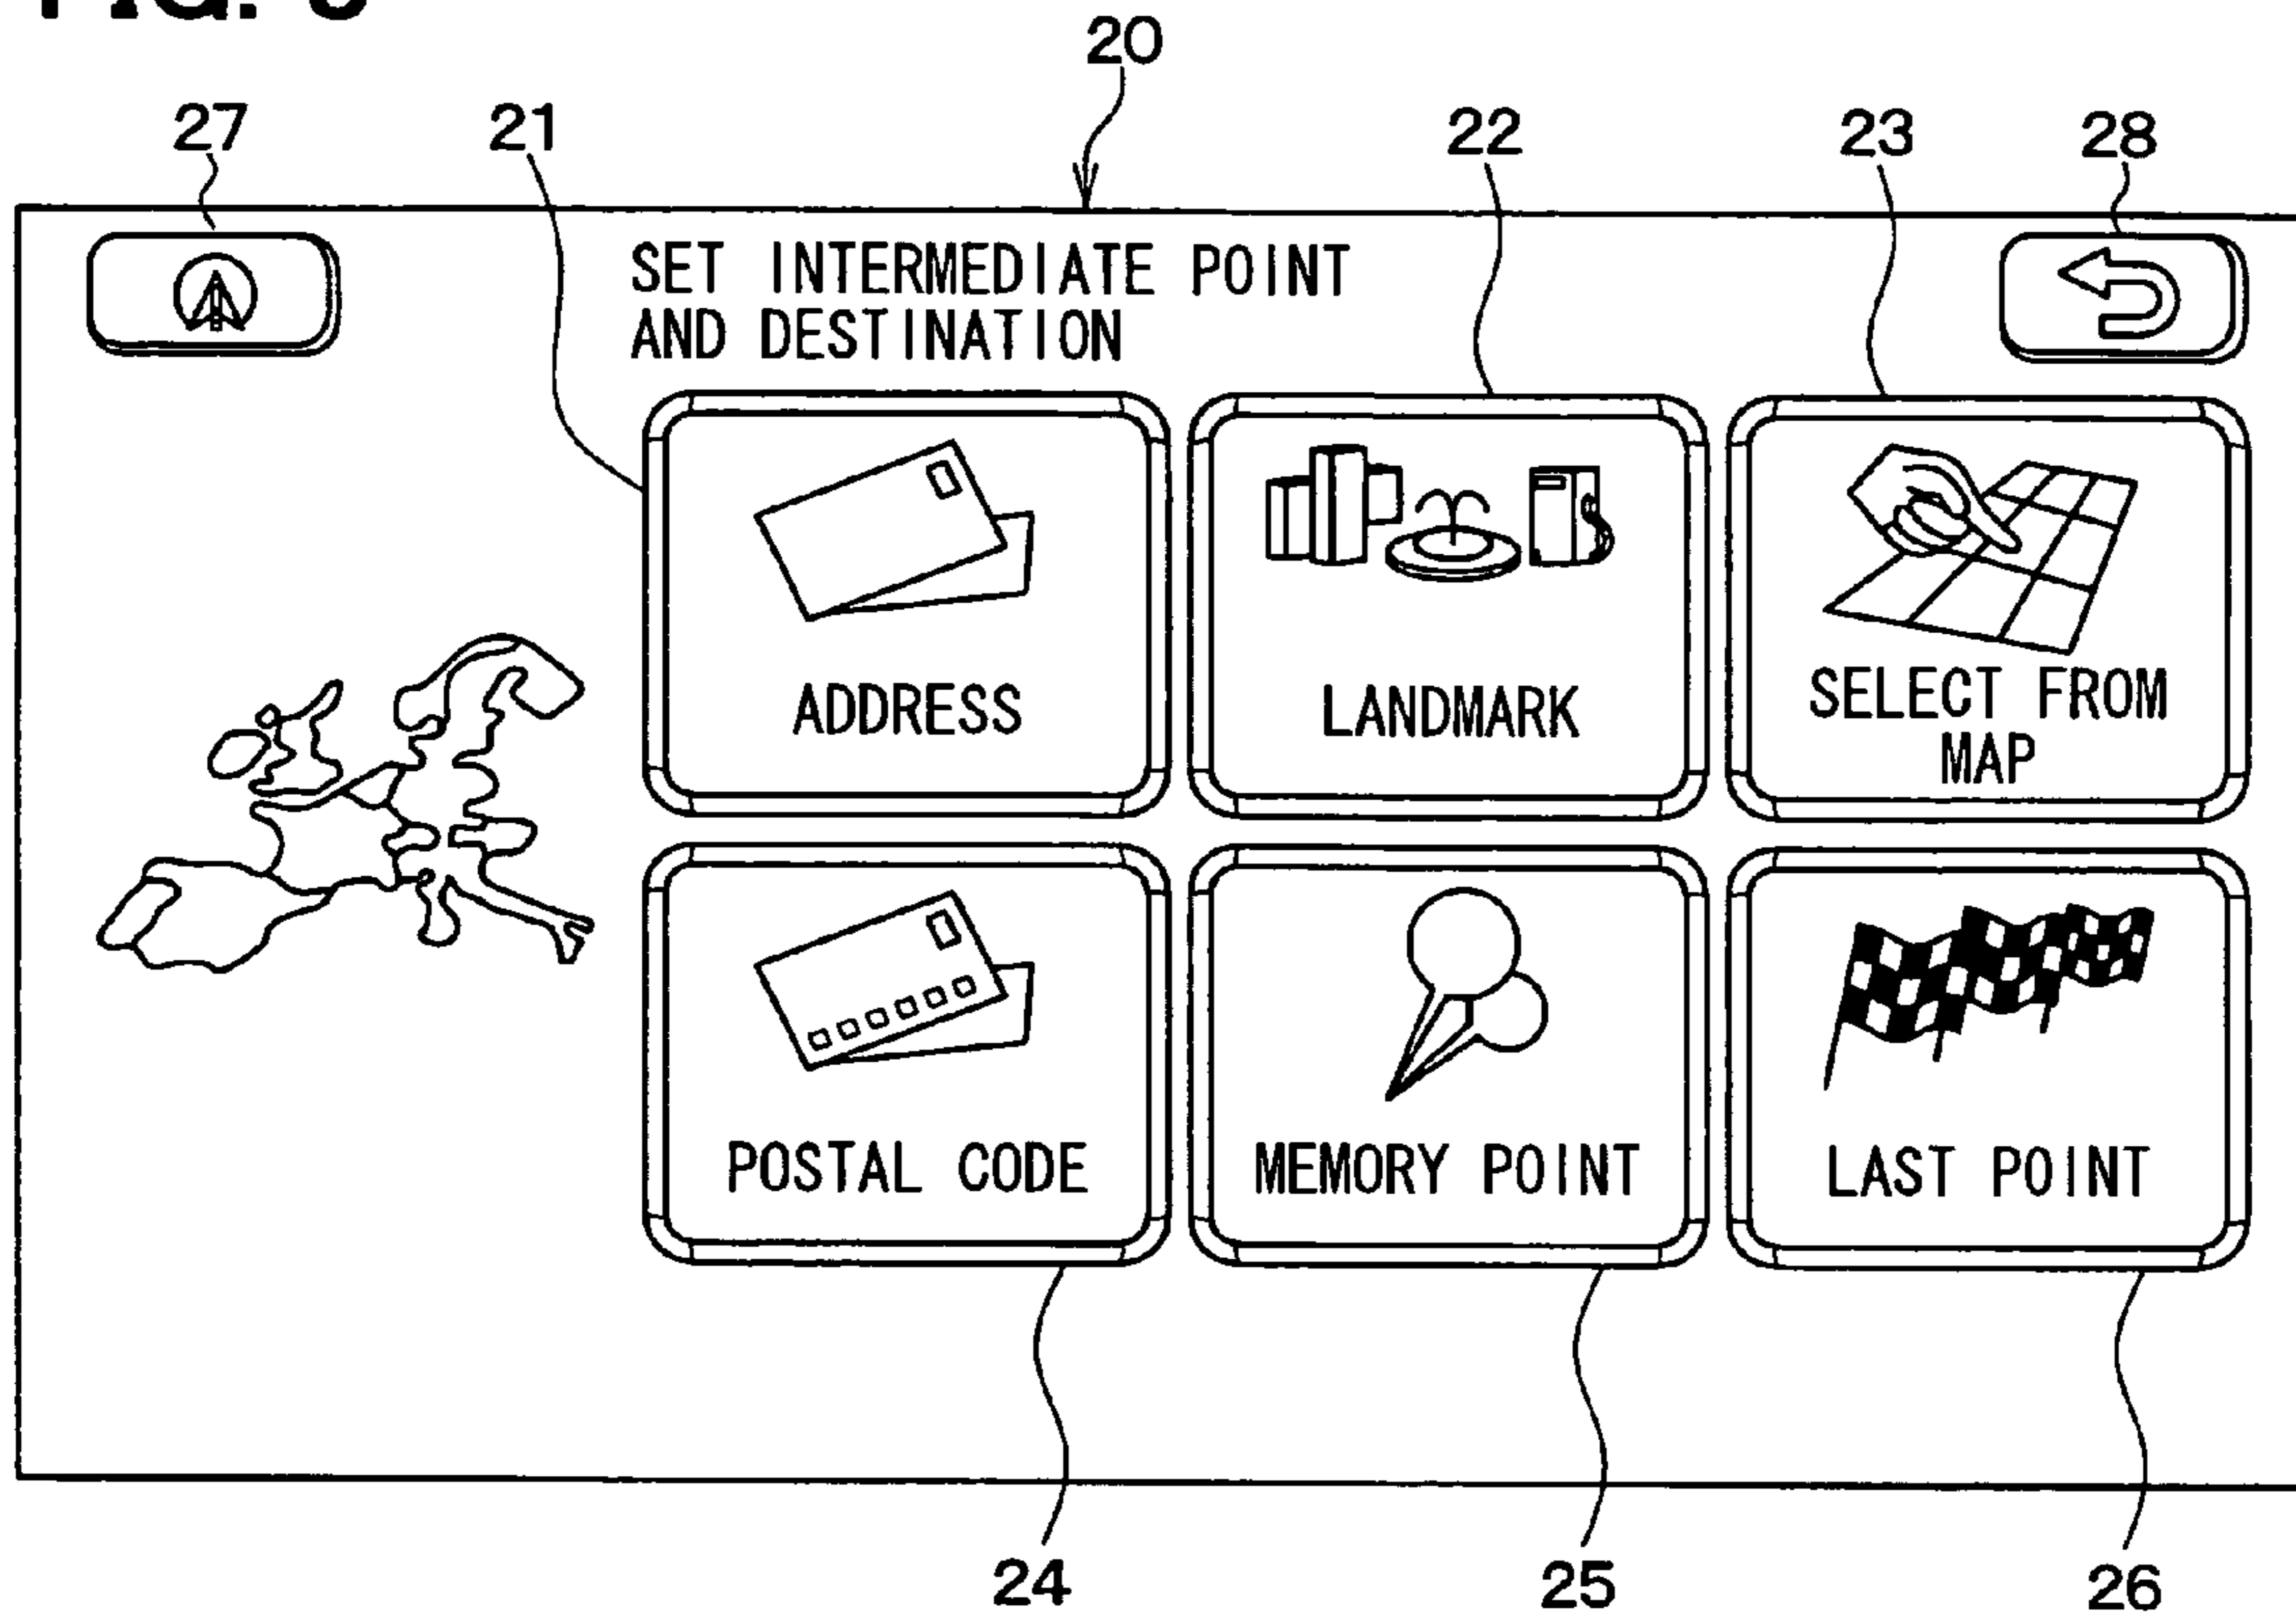 20
27 21 22 23 28
SET INTERMEDIATE POINT
AND DESTINATION
ADDRESS LANDMARK SELECT FROM
MAP
POSTAL CODE MEMORY POINT LAST POINT
24 25 26